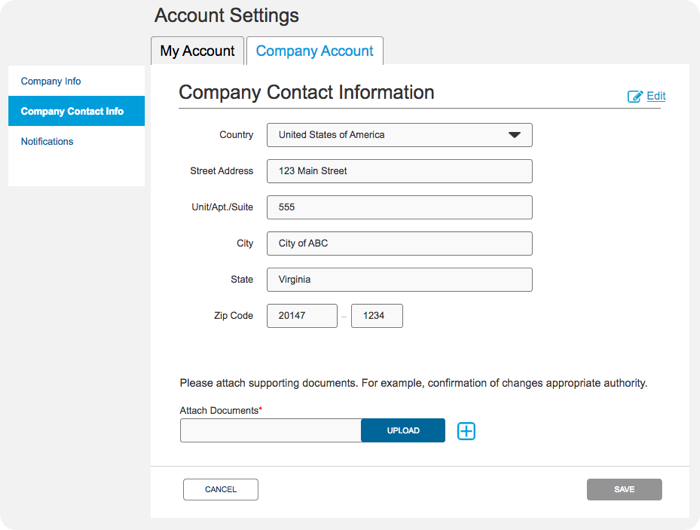 Account Settings
My Account
Company Account
Company Info
Company Contact Info
Notifications
Company Contact Information
Edit
Country
United States of America
Street Address
123 Main Street
Unit/Apt./Suite
555
City
City of ABC
State
Virginia
Zip Code
20147 – 1234
Please attach supporting documents. For example, confirmation of changes appropriate authority.
Attach Documents*
UPLOAD
CANCEL
SAVE